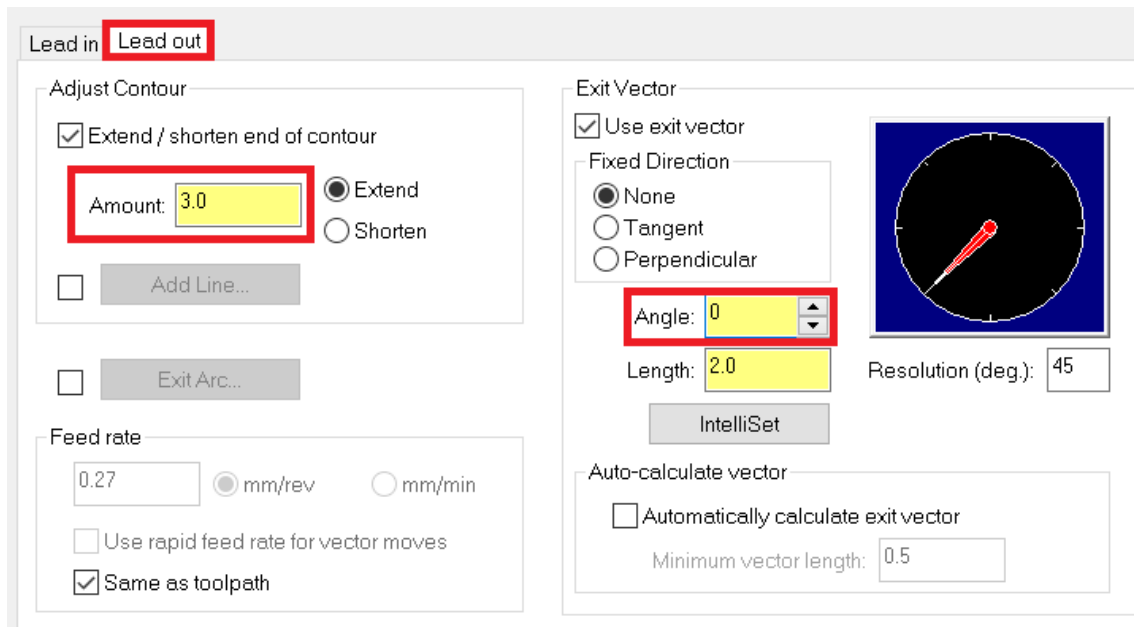 Lead in Lead out
Adjust Contour
Extend / shorten end of contour
Amount: 3.0
Extend
Shorten
Add Line...
Exit Arc...
Feed rate
0.27 mm/rev mm/min
Use rapid feed rate for vector moves
Same as toolpath
Exit Vector
Use exit vector
Fixed Direction
None
Tangent
Perpendicular
Angle: 0
Length: 2.0
Resolution (deg.): 45
IntelliSet
Auto-calculate vector
Automatically calculate exit vector
Minimum vector length: 0.5